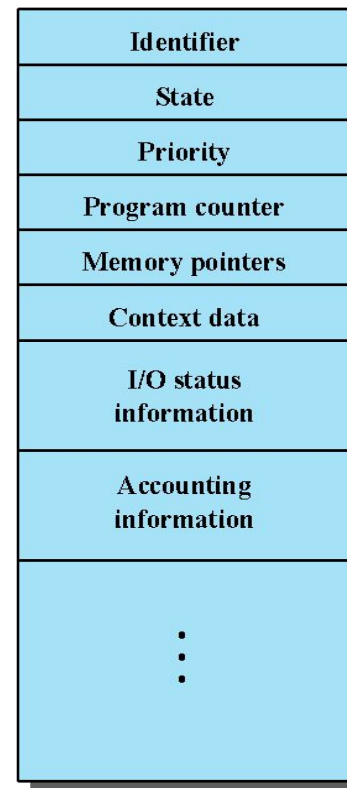 Identifier
State
Priority
Program counter
Memory pointers
Context data
I/O status
information
Accounting
information